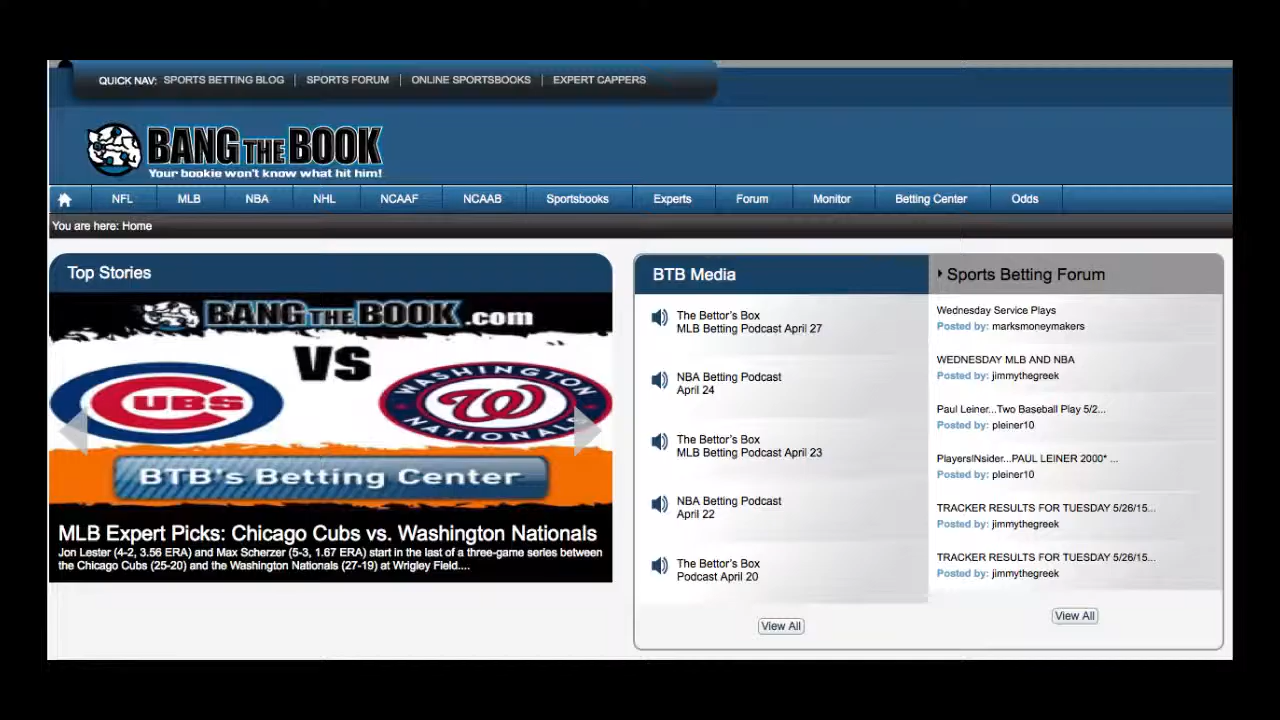 QUICK NAV: SPORTS BETTING BLOG | SPORTS FORUM | ONLINE SPORTSBOOKS | EXPERT CAPPERS
BANG THE BOOK
Your bookie won't know what hit him!
NFL MLB NBA NHL NCAAF NCAAB Sportsbooks Experts Forum Monitor Betting Center Odds
You are here: Home
Top Stories
BANG THE BOOK.com
VS
CUBS
WASHINGTON
W
NATIONALS
BTB's Betting Center
MLB Expert Picks: Chicago Cubs vs. Washington Nationals
Jon Lester (4-2, 3.56 ERA) and Max Scherzer (5-3, 1.67 ERA) start in the last of a three-game series between
the Chicago Cubs (25-20) and the Washington Nationals (27-19) at Wrigley Field....
BTB Media
The Bettor's Box
MLB Betting Podcast April 27
NBA Betting Podcast
April 24
The Bettor's Box
MLB Betting Podcast April 23
NBA Betting Podcast
April 22
The Bettor's Box
Podcast April 20
View All
Sports Betting Forum
Wednesday Service Plays
Posted by: marksmoneymakers
WEDNESDAY MLB AND NBA
Posted by: jimmythegreek
Paul Leiner...Two Baseball Play 5/2...
Posted by: pleiner10
PlayersINsider...PAUL LEINER 2000* ...
Posted by: pleiner10
TRACKER RESULTS FOR TUESDAY 5/26/15...
Posted by: jimmythegreek
TRACKER RESULTS FOR TUESDAY 5/26/15...
Posted by: jimmythegreek
View All